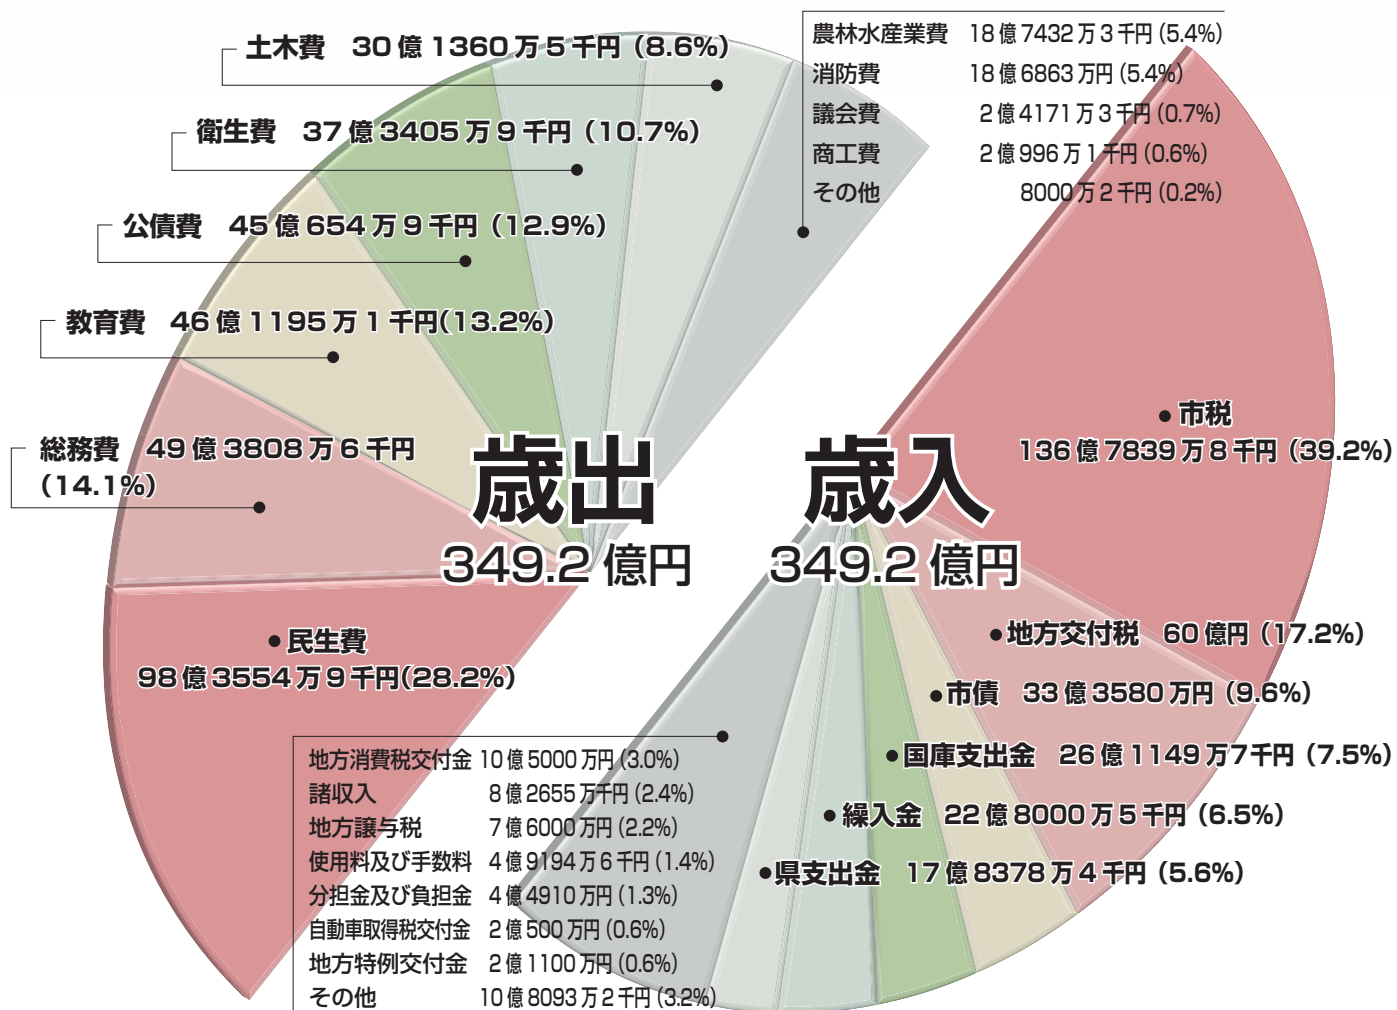 土木費 30億1360万5千円(8.6%)
衛生費 37億3405万9千円(10.7%)
公債費 45億654万9千円(12.9%)
教育費 46億1195万1千円(13.2%)
総務費 49億3808万6千円
(14.1%)
民生費
98億3554万9千円(28.2%)
農林水産業費 18億7432万3千円(5.4%)
消防費 18億6863万円(5.4%)
議会費 2億4171万3千円(0.7%)
商工費 2億996万1千円(0.6%)
その他 8000万2千円(0.2%)
歳出
349.2億円
歳入
349.2億円
市税
136億7839万8千円(39.2%)
地方交付税 60億円(17.2%)
市債 33億3580万円(9.6%)
国庫支出金 26億1149万7千円(7.5%)
繰入金 22億8000万5千円(6.5%)
県支出金 17億8378万4千円(5.6%)
地方消費税交付金 10億5000万円(3.0%)
諸収入 8億2655万千円(2.4%)
地方譲与税 7億6000万円(2.2%)
使用料及び手数料 4億9194万6千円(1.4%)
分担金及び負担金 4億4910万円(1.3%)
自動車取得税交付金 2億500万円(0.6%)
地方特例交付金 2億1100万円(0.6%)
その他 10億8093万2千円(3.2%)